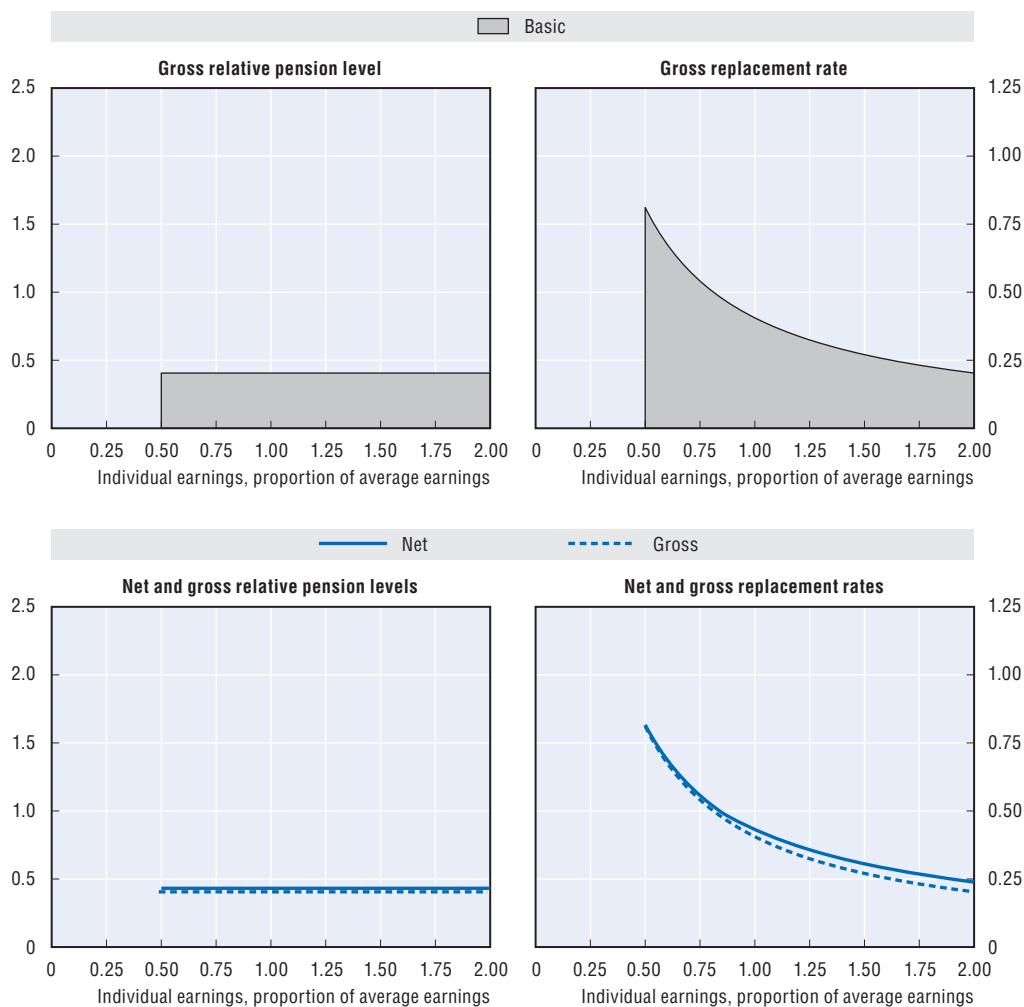 Basic
Gross relative pension level
Gross replacement rate
2.5
2.0
1.5
1.0
0.5
0
1.25
1.00
0.75
0.50
0.25
0
0 0.25 0.50 0.75 1.00 1.25 1.50 1.75 2.00
0 0.25 0.50 0.75 1.00 1.25 1.50 1.75 2.00
Individual earnings, proportion of average earnings
Individual earnings, proportion of average earnings
Net Gross
Net and gross relative pension levels
Net and gross replacement rates
2.5
2.0
1.5
1.0
0.5
0
1.25
1.00
0.75
0.50
0.25
0
0 0.25 0.50 0.75 1.00 1.25 1.50 1.75 2.00
0 0.25 0.50 0.75 1.00 1.25 1.50 1.75 2.00
Individual earnings, proportion of average earnings
Individual earnings, proportion of average earnings